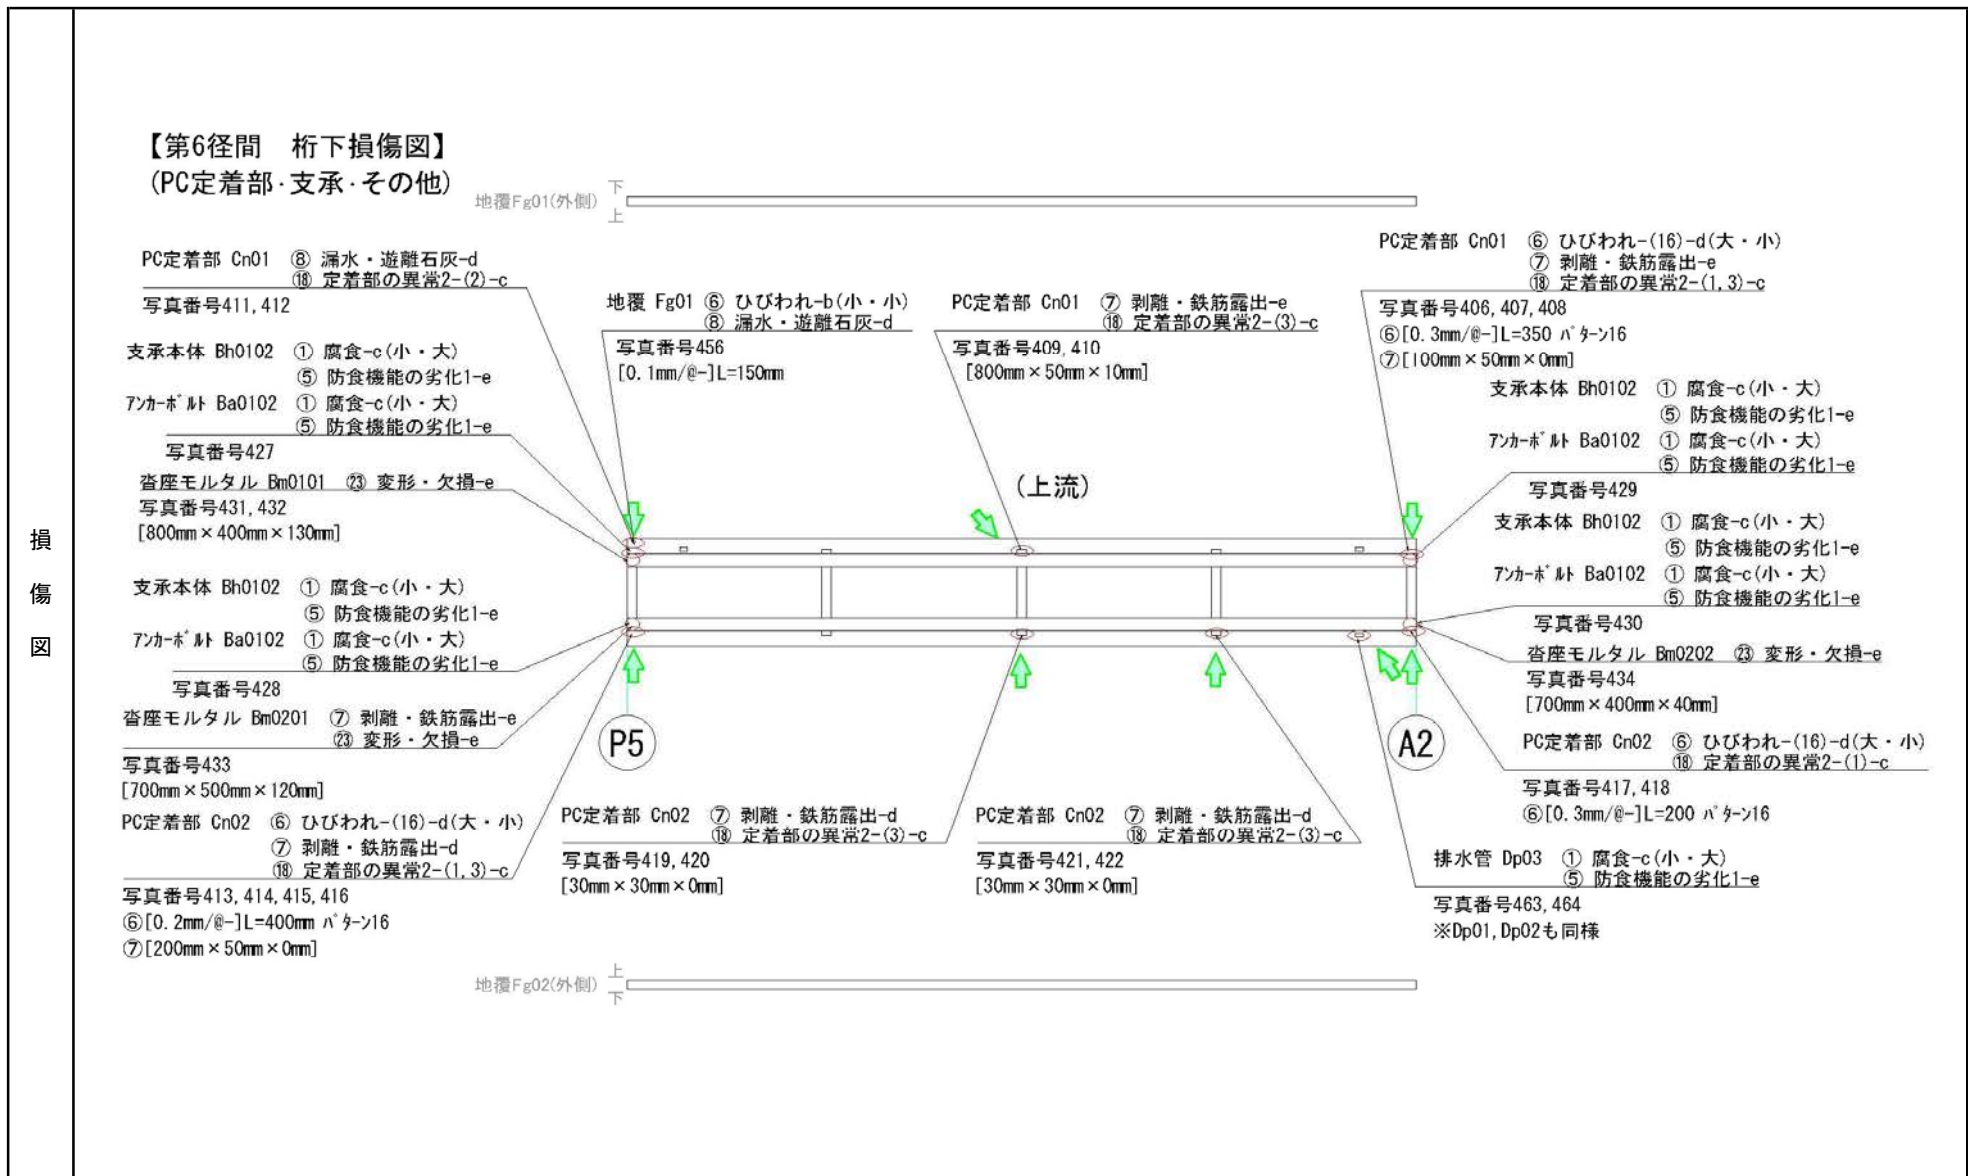 損傷図
【第6径間 桁下損傷図】
(PC定着部・支承・その他)
地覆Fg01(外側)
下
上
PC定着部 Cn01 ⑧ 漏水・遊離石灰-d
⑱ 定着部の異常2-(2)-c
写真番号411,412
支承本体 Bh0102 ① 腐食-c(小・大)
⑤ 防食機能の劣化1-e
アンカーボルト Ba0102 ① 腐食-c(小・大)
⑤ 防食機能の劣化1-e
写真番号427
沓座モルタル Bm0101 ㉓ 変形・欠損-e
写真番号431,432
[800mm×400mm×130mm]
支承本体 Bh0102 ① 腐食-c(小・大)
⑤ 防食機能の劣化1-e
アンカーボルト Ba0102 ① 腐食-c(小・大)
⑤ 防食機能の劣化1-e
写真番号428
沓座モルタル Bm0201 ⑦ 剥離・鉄筋露出-e
㉓ 変形・欠損-e
写真番号433
[700mm×500mm×120mm]
PC定着部 Cn02 ⑥ ひびわれ-(16)-d(大・小)
⑦ 剥離・鉄筋露出-d
⑱ 定着部の異常2-(1,3)-c
写真番号413,414,415,416
⑥[0.2mm/@-]L=400mm パターン16
⑦[200mm×50mm×0mm]
地覆 Fg01 ⑥ ひびわれ-b(小・小)
⑧ 漏水・遊離石灰-d
写真番号456
[0.1mm/@-]L=150mm
PC定着部 Cn01 ⑦ 剥離・鉄筋露出-e
⑱ 定着部の異常2-(3)-c
写真番号409,410
[800mm×50mm×10mm]
(上流)
P5
A2
PC定着部 Cn02 ⑦ 剥離・鉄筋露出-d
⑱ 定着部の異常2-(3)-c
写真番号419,420
[30mm×30mm×0mm]
PC定着部 Cn02 ⑦ 剥離・鉄筋露出-d
⑱ 定着部の異常2-(3)-c
写真番号421,422
[30mm×30mm×0mm]
PC定着部 Cn01 ⑥ ひびわれ-(16)-d(大・小)
⑦ 剥離・鉄筋露出-e
⑱ 定着部の異常2-(1,3)-c
写真番号406,407,408
⑥[0.3mm/@-]L=350 パターン16
⑦[100mm×50mm×0mm]
支承本体 Bh0102 ① 腐食-c(小・大)
⑤ 防食機能の劣化1-e
アンカーボルト Ba0102 ① 腐食-c(小・大)
⑤ 防食機能の劣化1-e
写真番号429
支承本体 Bh0102 ① 腐食-c(小・大)
⑤ 防食機能の劣化1-e
アンカーボルト Ba0102 ① 腐食-c(小・大)
⑤ 防食機能の劣化1-e
写真番号430
沓座モルタル Bm0202 ㉓ 変形・欠損-e
写真番号434
[700mm×400mm×40mm]
PC定着部 Cn02 ⑥ ひびわれ-(16)-d(大・小)
⑱ 定着部の異常2-(1)-c
写真番号417,418
⑥[0.3mm/@-]L=200 パターン16
排水管 Dp03 ① 腐食-c(小・大)
⑤ 防食機能の劣化1-e
写真番号463,464
※Dp01,Dp02も同様
地覆Fg02(外側)
上
下